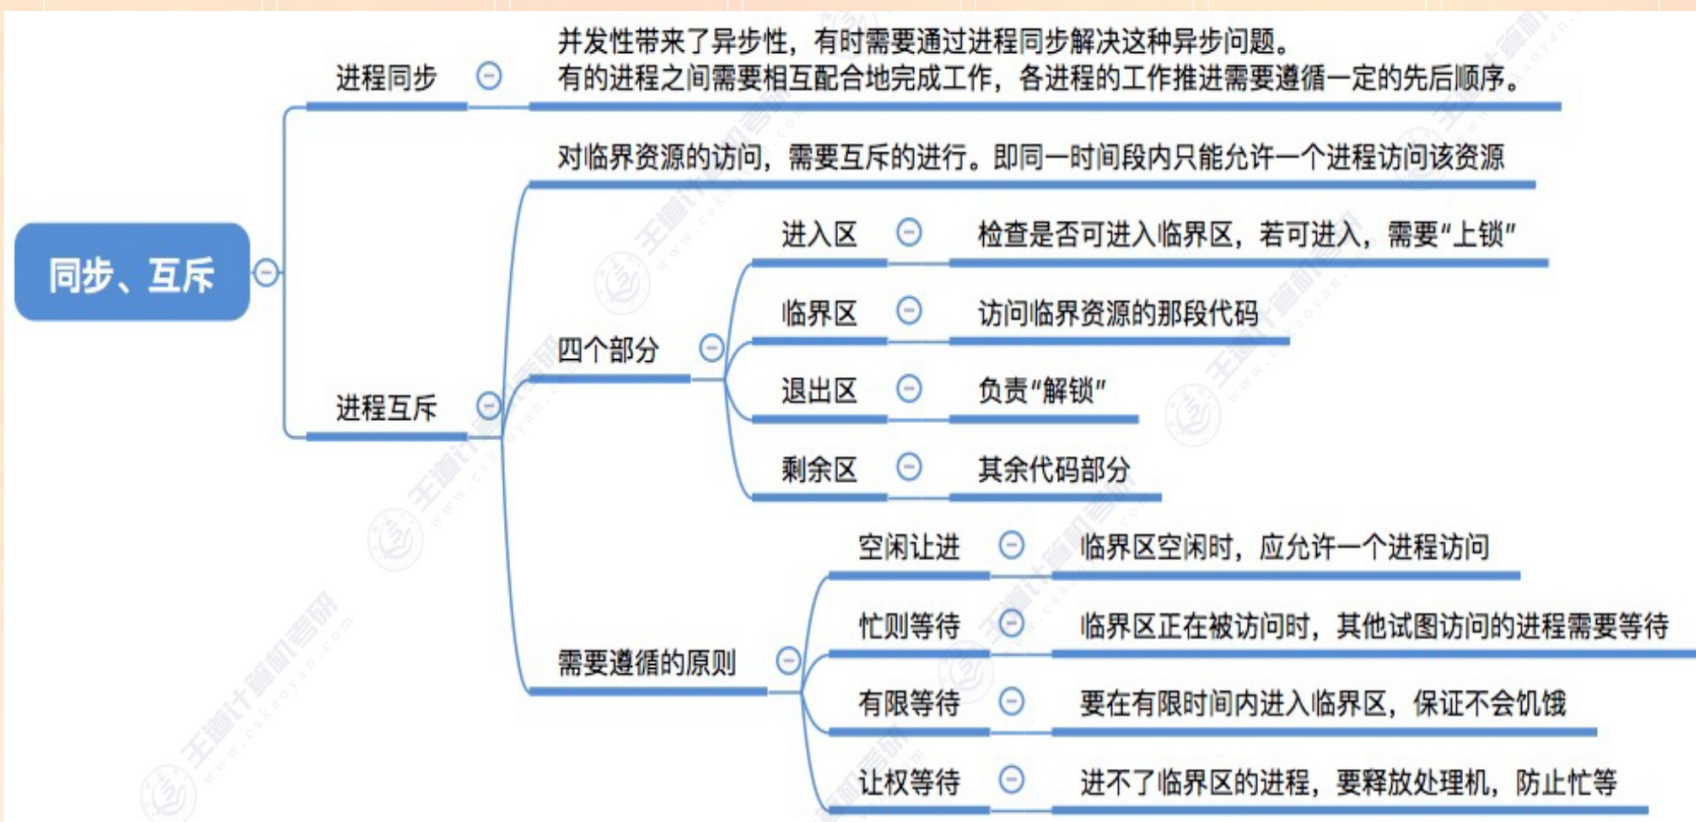 并发性带来了异步性，有时需要通过进程同步解决这种异步问题。
进程同步
有的进程之间需要相互配合地完成工作，各进程的工作推进需要遵循一定的先后顺序。
对临界资源的访问，需要互斥的进行。即同一时间段内只能允许一个进程访问该资源
进入区
检查是否可进入临界区，若可进入，需要“上锁”
同步、互斥
临界区
访问临界资源的那段代码
四个部分
退出区
负责“解锁”
进程互斥
剩余区
其余代码部分
空闲让进
临界区空闲时，应允许一个进程访问
忙则等待
临界区正在被访问时，其他试图访问的进程需要等待
需要遵循的原则
有限等待
要在有限时间内进入临界区，保证不会饥饿
让权等待
进不了临界区的进程，要释放处理机，防止忙等
王道计算机考研
www.cskaoyan.com